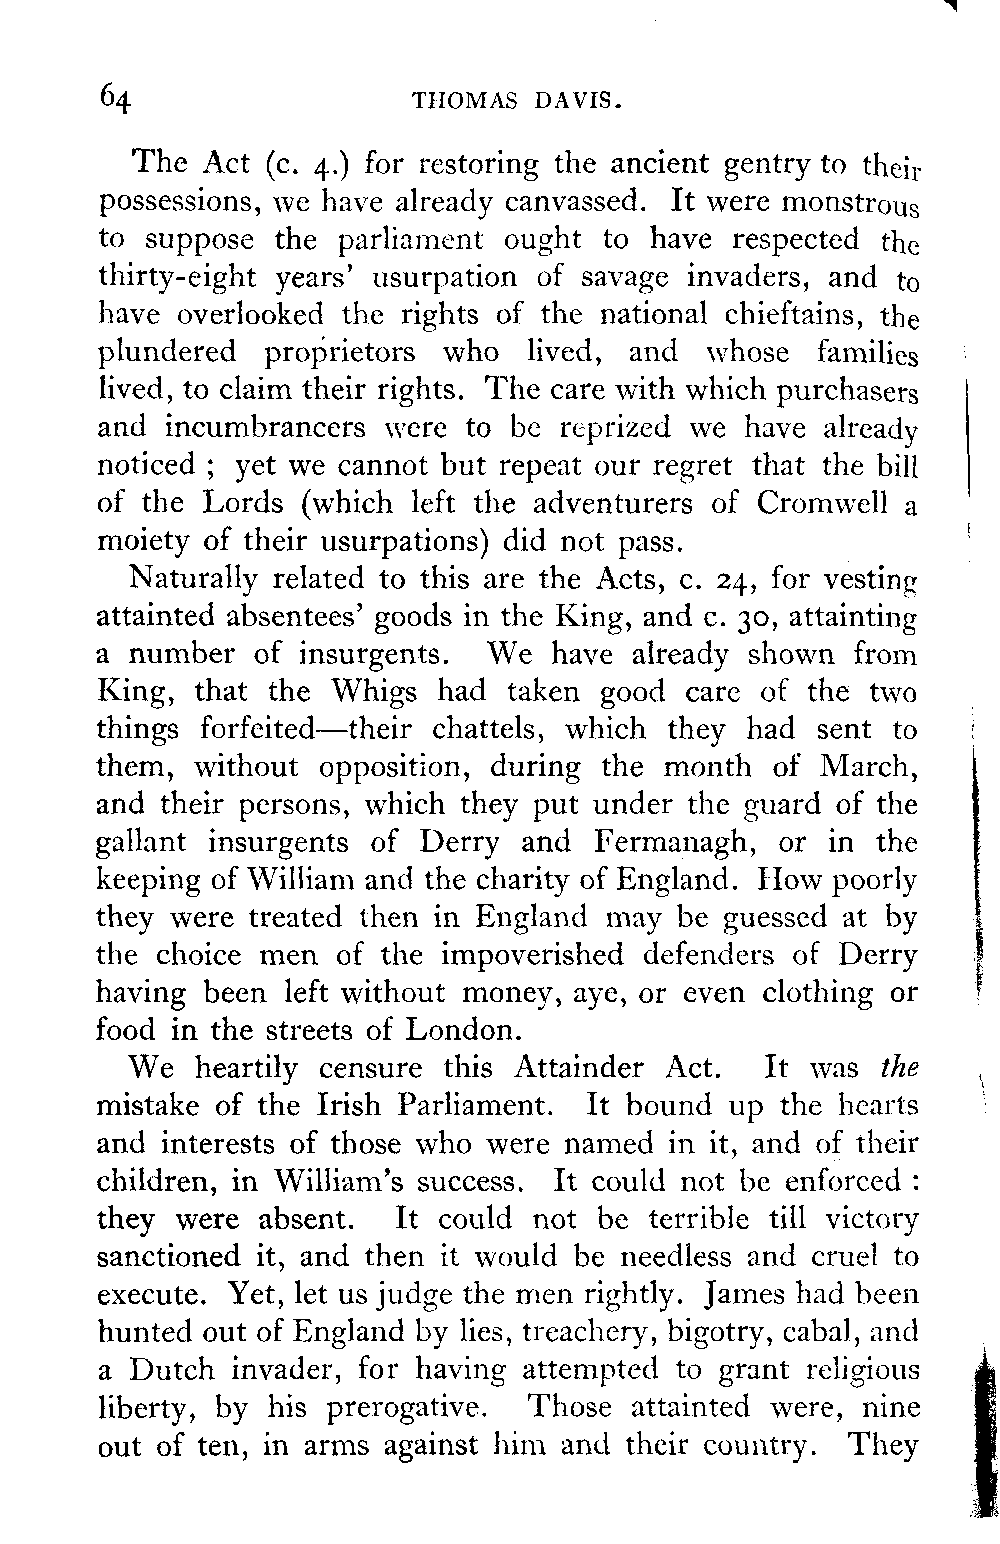 64 THOMAS DAVIS.
The Act (c. 4.) for restoring the ancient gentry to their
possessions, we have already canvassed. It were monstrous
to suppose the parliament ought to have respected the
thirty-eight years' usurpation of savage invaders, and to
have overlooked the rights of the national chieftains, the
plundered proprietors who lived, and whose families
lived, to claim their rights. The care with which purchasers
and incumbrancers were to be reprized we have already
noticed ; yet we cannot but repeat our regret that the bill
of the Lords (which left the adventurers of Cromwell a
moiety of their usurpations) did not pass.
Naturally related to this are the Acts, c. 24, for vesting
attainted absentees' goods in the King, and c. 30, attainting
a number of insurgents. We have already shown from
King, that the Whigs had taken good care of the two
things forfeited—their chattels, which they had sent to
them, without opposition, during the month of March,
and their persons, which they put under the guard of the
gallant insurgents of Derry and Fermanagh, or in the
keeping of William and the charity of England. How poorly
they were treated then in England may be guessed at by
the choice men of the impoverished defenders of Derry
having been left without money, aye, or even clothing or
food in the streets of London.
We heartily censure this Attainder Act. It was the
mistake of the Irish Parliament. It bound up the hearts
and interests of those who were named in it, and of their
children, in William's success. It could not be enforced :
they were absent. It could not be terrible till victory
sanctioned it, and then it would be needless and cruel to
execute. Yet, let us judge the men rightly. James had been
hunted out of England by lies, treachery, bigotry, cabal, and
a Dutch invader, for having attempted to grant religious
liberty, by his prerogative. Those attainted were, nine
out of ten, in arms against him and their country. They